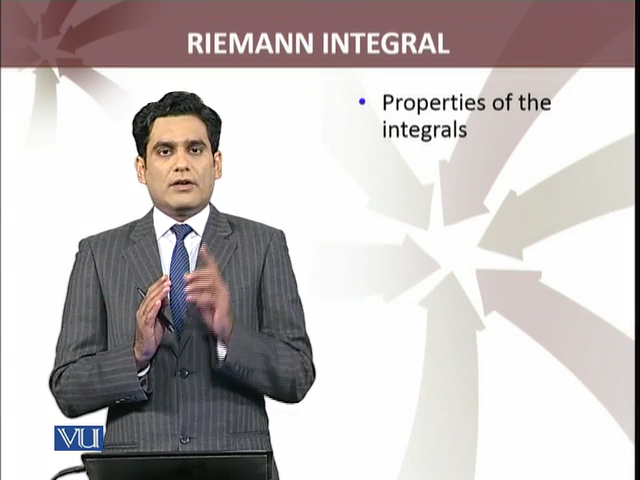 RIEMANN INTEGRAL
• Properties of the
integrals
VU